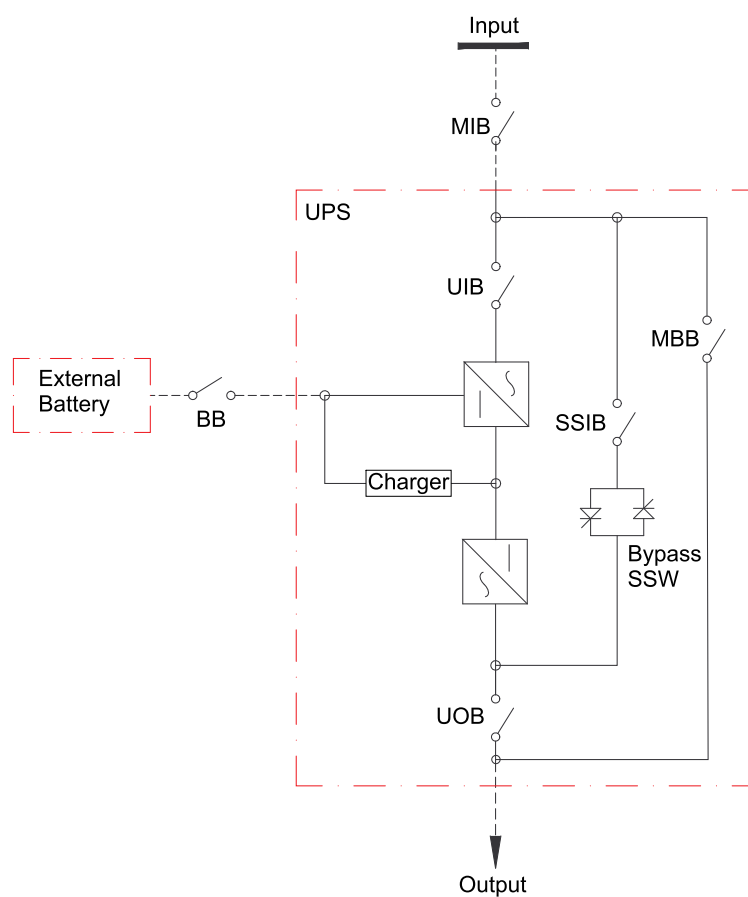 Input
MIB
UPS
UIB
MBB
External
Battery
BB
SSIB
Charger
Bypass
SSW
UOB
Output